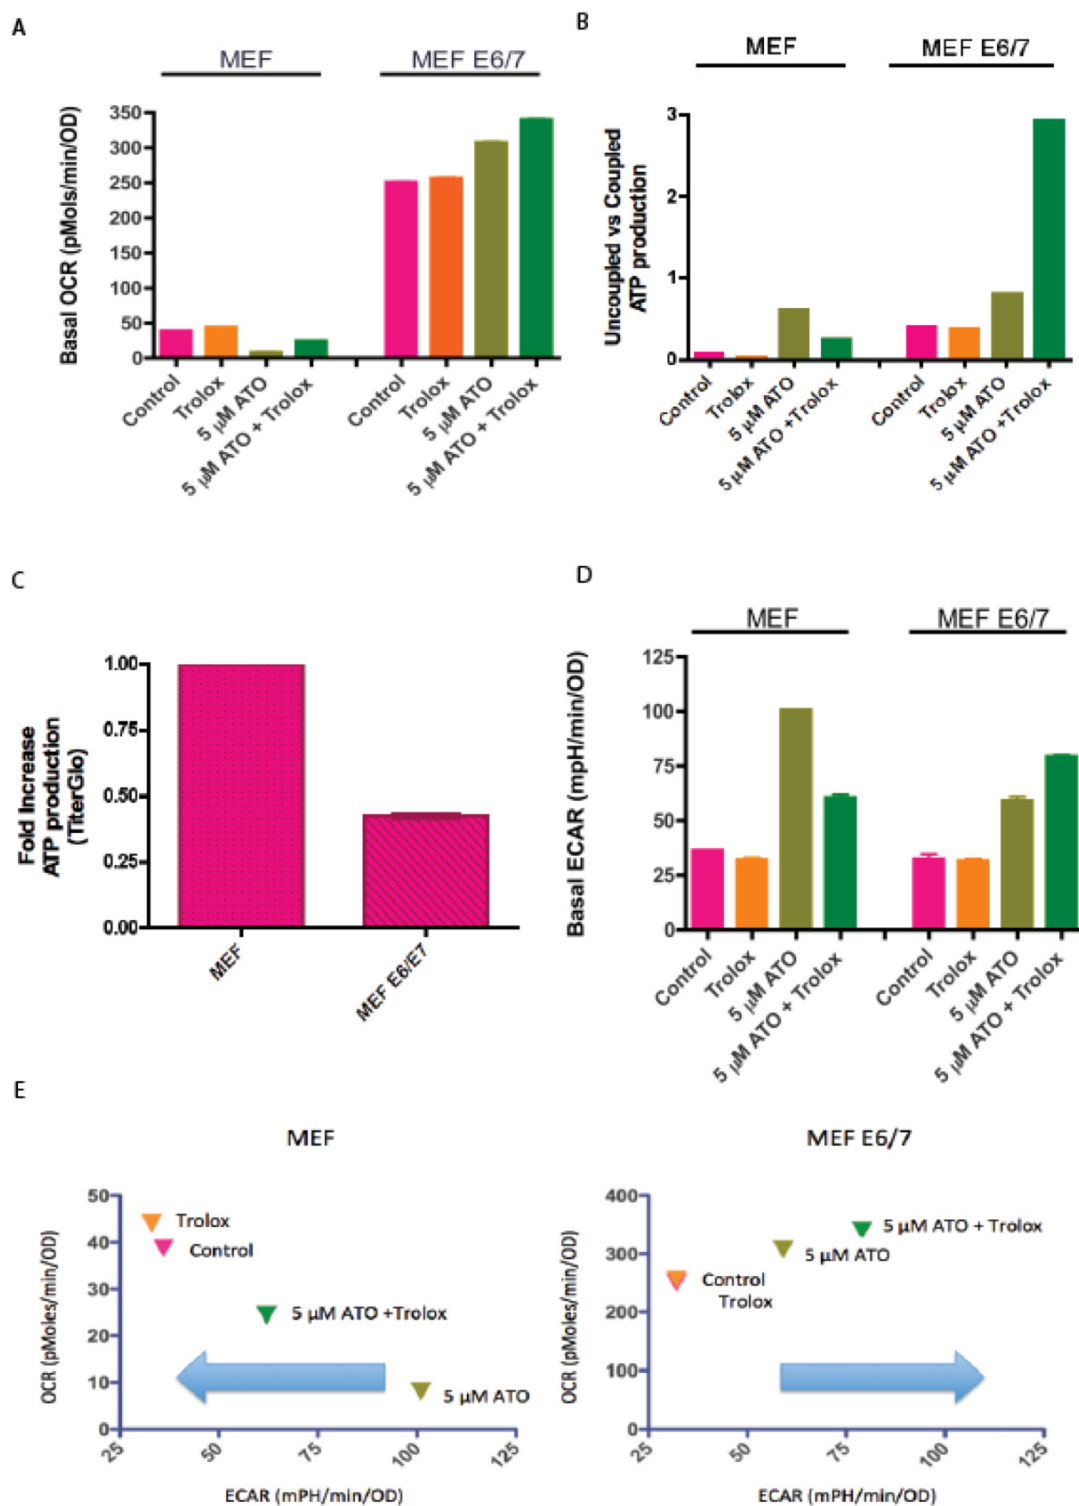 A
MEF
MEF E6/7
Basal OCR (pMols/min/OD)
350
300
250
200
150
100
50
0
Control
Trolox
5 μM ATO
5 μM ATO + Trolox
Control
Trolox
5 μM ATO
5 μM ATO + Trolox
B
MEF
MEF E6/7
Uncoupled vs Coupled
ATP production
3
2
1
0
Control
Trolox
5 μM ATO
5 μM ATO +Trolox
Control
Trolox
5 μM ATO
5 μM ATO +Trolox
C
Fold Increase
ATP production
(TiterGlo)
1.00
0.75
0.50
0.25
0.00
MEF
MEF E6/E7
D
MEF
MEF E6/7
Basal ECAR (mpH/min/OD)
125
100
75
50
25
0
Control
Trolox
5 μM ATO
5 μM ATO + Trolox
Control
Trolox
5 μM ATO
5 μM ATO + Trolox
E
MEF
OCR (pMoles/min/OD)
50
40
30
20
10
0
Trolox
Control
5 μM ATO +Trolox
5 μM ATO
25
50
75
100
125
ECAR (mPH/min/OD)
MEF E6/7
OCR (pMoles/min/OD)
400
300
200
100
0
5 μM ATO + Trolox
5 μM ATO
Control
Trolox
25
50
75
100
125
ECAR (mPH/min/OD)